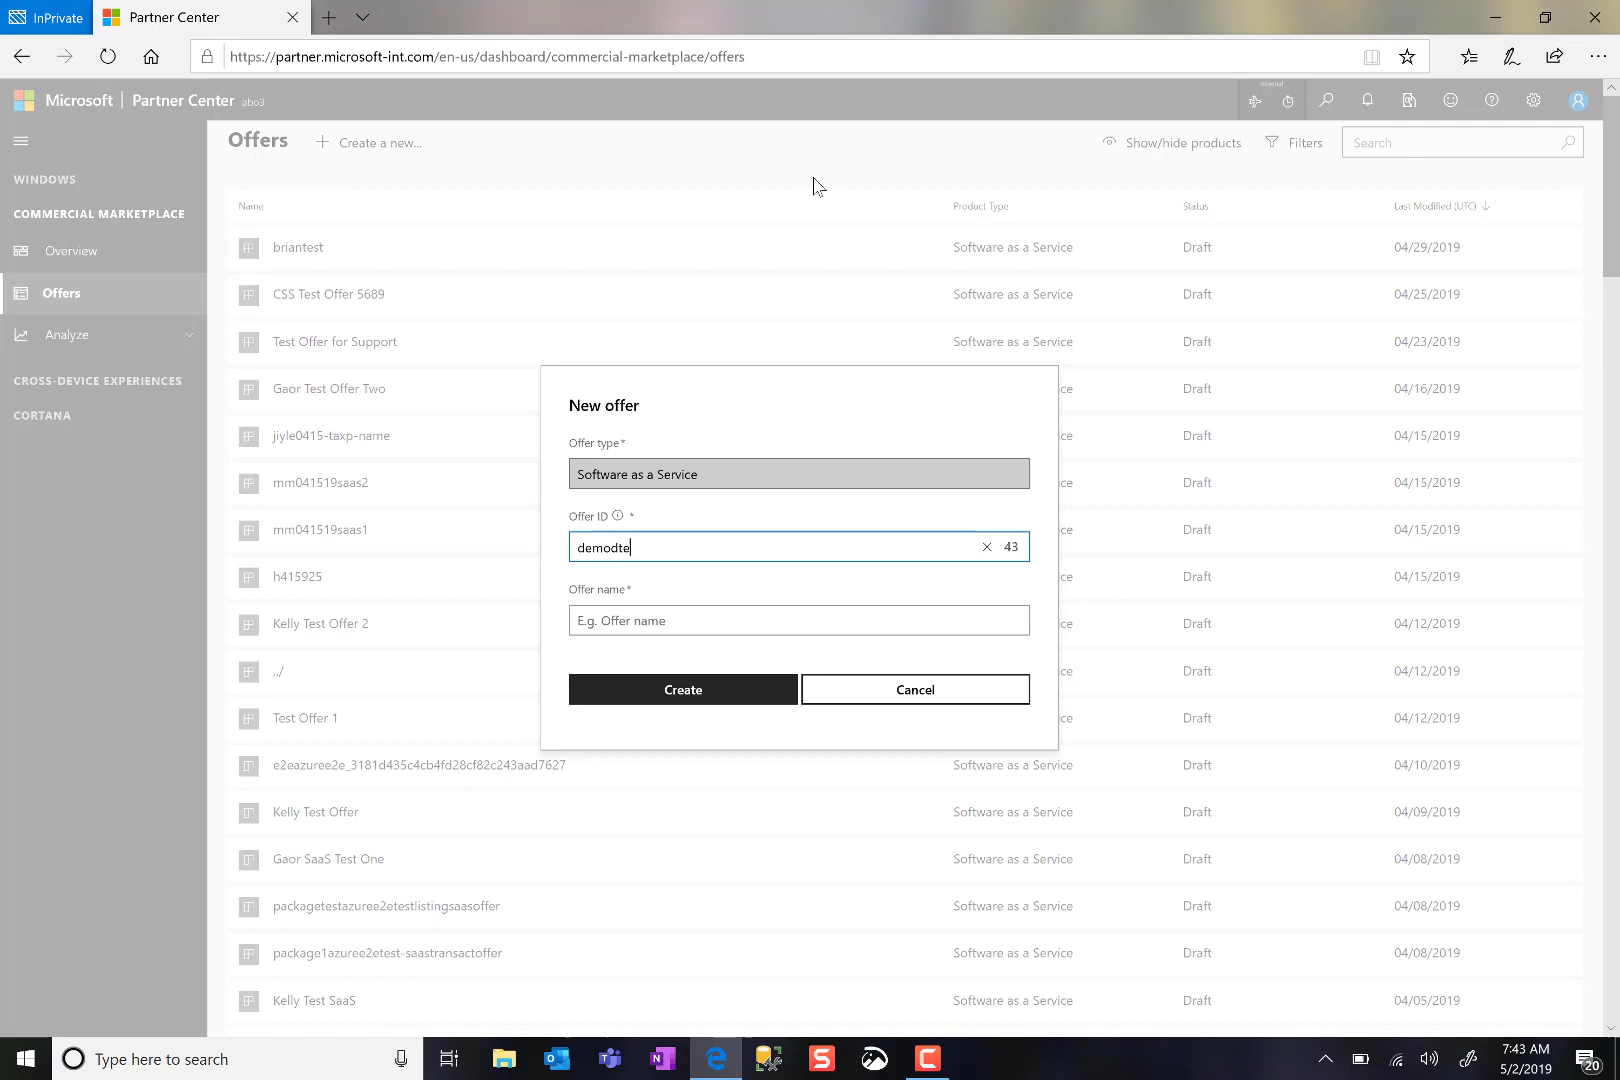 InPrivate
Partner Center
https://partner.microsoft-int.com/en-us/dashboard/commercial-marketplace/offers
Microsoft | Partner Center abo3
internal
WINDOWS
COMMERCIAL MARKETPLACE
Overview
Offers
Analyze
CROSS-DEVICE EXPERIENCES
CORTANA
Offers
Create a new...
Show/hide products
Filters
Search
Name Product Type Status Last Modified (UTC)
briantest Software as a Service Draft 04/29/2019
CSS Test Offer 5689 Software as a Service Draft 04/25/2019
Test Offer for Support Software as a Service Draft 04/23/2019
Gaor Test Offer Two ce Draft 04/16/2019
jiyle0415-taxp-name ce Draft 04/15/2019
mm041519saas2 ce Draft 04/15/2019
mm041519saas1 ce Draft 04/15/2019
h415925 ce Draft 04/15/2019
Kelly Test Offer 2 ce Draft 04/12/2019
../ ce Draft 04/12/2019
Test Offer 1 ce Draft 04/12/2019
e2eazuree2e_3181d435c4cb4fd28cf82c243aad7627 Software as a Service Draft 04/10/2019
Kelly Test Offer Software as a Service Draft 04/09/2019
Gaor SaaS Test One Software as a Service Draft 04/08/2019
packagetestazuree2etestlistingsaasoffer Software as a Service Draft 04/08/2019
package1azuree2etest-saastransactoffer Software as a Service Draft 04/08/2019
Kelly Test SaaS Software as a Service Draft 04/05/2019
New offer
Offer type*
Software as a Service
Offer ID *
demodte 43
Offer name*
E.g. Offer name
Create
Cancel
Type here to search
7:43 AM
5/2/2019
20